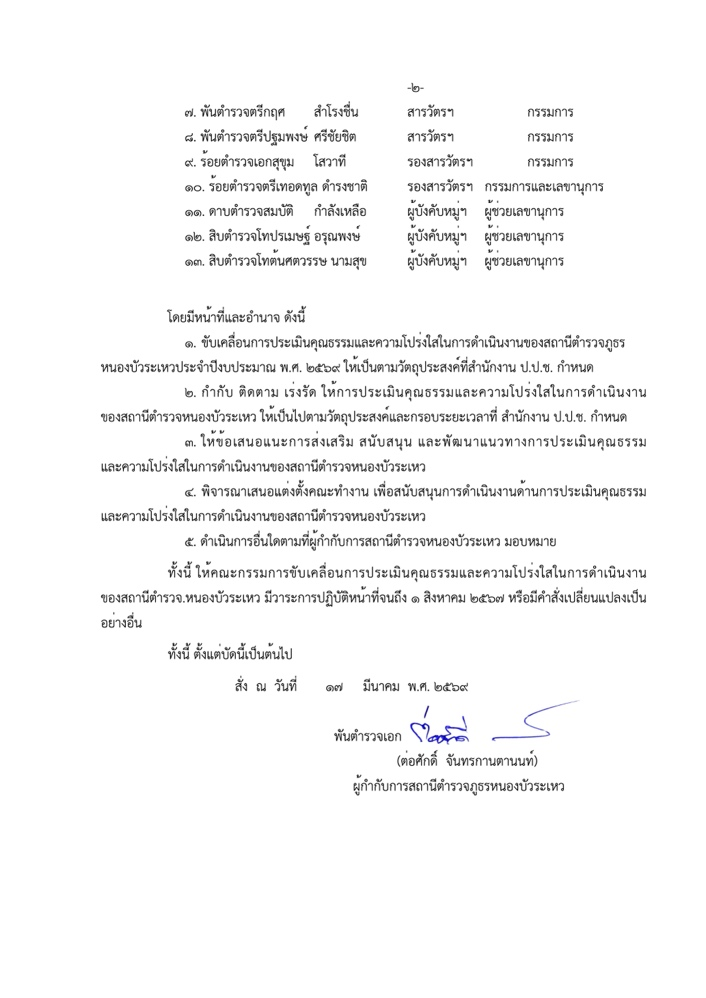 -๒-
๗. พันตำรวจตรีกฤศ สำโรงชื่น สารวัตรฯ กรรมการ
๘. พันตำรวจตรีปฐมพงษ์ ศรีชัยชิต สารวัตรฯ กรรมการ
๙. ร้อยตำรวจเอกสุขุม โสวาที รองสารวัตรฯ กรรมการ
๑๐. ร้อยตำรวจตรีเทอดทูล ดำรงชาติ รองสารวัตรฯ กรรมการและเลขานุการ
๑๑. ดาบตำรวจสมบัติ กำลังเหลือ ผู้บังคับหมู่ฯ ผู้ช่วยเลขานุการ
๑๒. สิบตำรวจโทปรเมษฐ์ อรุณพงษ์ ผู้บังคับหมู่ฯ ผู้ช่วยเลขานุการ
๑๓. สิบตำรวจโทต้นศตวรรษ นามสุข ผู้บังคับหมู่ฯ ผู้ช่วยเลขานุการ
โดยมีหน้าที่และอำนาจ ดังนี้
๑. ขับเคลื่อนการประเมินคุณธรรมและความโปร่งใสในการดำเนินงานของสถานีตำรวจภูธร
หนองบัวระเหวประจำปีงบประมาณ พ.ศ. ๒๕๖๙ ให้เป็นตามวัตถุประสงค์ที่สำนักงาน ป.ป.ช. กำหนด
๒. กำกับ ติดตาม เร่งรัด ให้การประเมินคุณธรรมและความโปร่งใสในการดำเนินงาน
ของสถานีตำรวจหนองบัวระเหว ให้เป็นไปตามวัตถุประสงค์และกรอบระยะเวลาที่ สำนักงาน ป.ป.ช. กำหนด
๓. ให้ข้อเสนอแนะการส่งเสริม สนับสนุน และพัฒนาแนวทางการประเมินคุณธรรม
และความโปร่งใสในการดำเนินงานของสถานีตำรวจหนองบัวระเหว
๔. พิจารณาเสนอแต่งตั้งคณะทำงาน เพื่อสนับสนุนการดำเนินงานด้านการประเมินคุณธรรม
และความโปร่งใสในการดำเนินงานของสถานีตำรวจหนองบัวระเหว
๕. ดำเนินการอื่นใดตามที่ผู้กำกับการสถานีตำรวจหนองบัวระเหว มอบหมาย
ทั้งนี้ ให้คณะกรรมการขับเคลื่อนการประเมินคุณธรรมและความโปร่งใสในการดำเนินงาน
ของสถานีตำรวจ.หนองบัวระเหว มีวาระการปฏิบัติหน้าที่จนถึง ๑ สิงหาคม ๒๕๖๗ หรือมีคำสั่งเปลี่ยนแปลงเป็น
อย่างอื่น
ทั้งนี้ ตั้งแต่บัดนี้เป็นต้นไป
สั่ง ณ วันที่ ๑๗ มีนาคม พ.ศ. ๒๕๖๙
พันตำรวจเอก
(ต่อศักดิ์ จันทรกานตานนท์)
ผู้กำกับการสถานีตำรวจภูธรหนองบัวระเหว